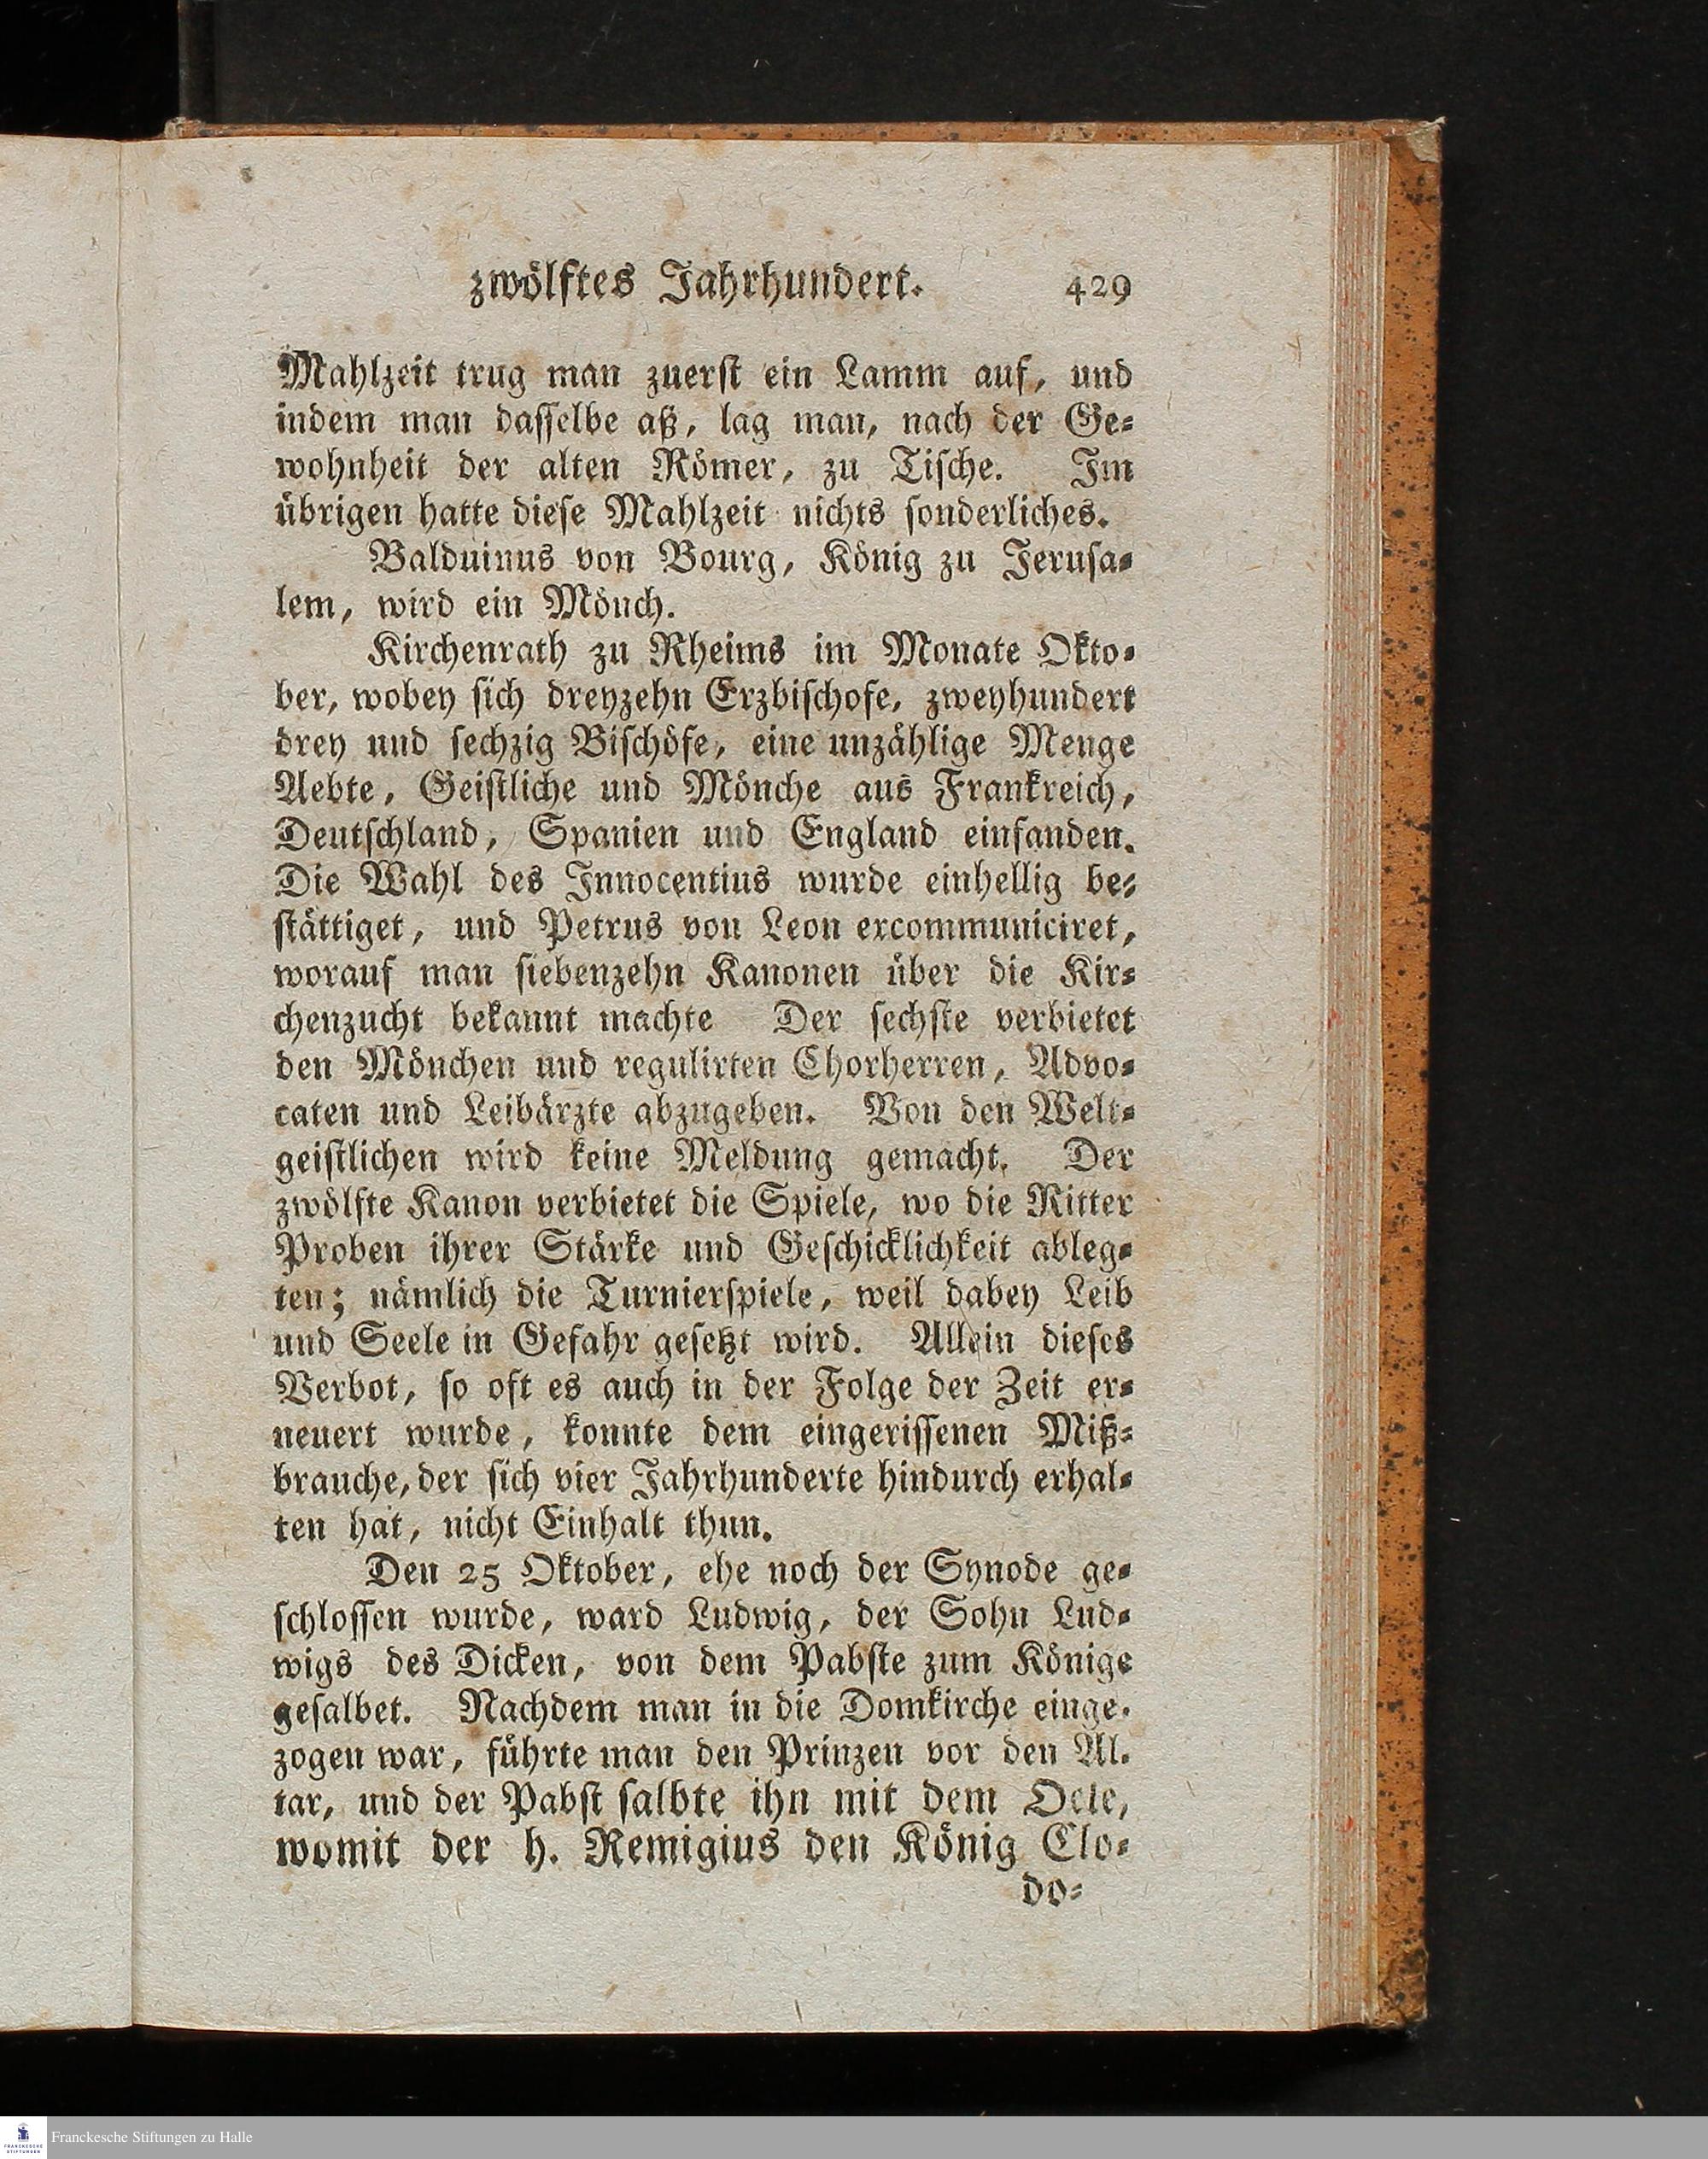 zwölftes Jahrhundert. 429
Mahlzeit trug man zuerst ein Lamm auf, und
indem man dasselbe aß, lag man, nach der Ge-
wohnheit der alten Römer, zu Tische. Im
übrigen hatte diese Mahlzeit nichts sonderliches.
Balduinus von Bourg, König zu Jerusa-
lem, wird ein Mönch.
Kirchenrath zu Rheims im Monate Okto-
ber, wobey sich dreyzehn Erzbischofe, zweyhundert
drey und sechzig Bischöfe, eine unzählige Menge
Aebte, Geistliche und Mönche aus Frankreich,
Deutschland, Spanien und England einfanden.
Die Wahl des Innocentius wurde einhellig be-
stättiget, und Petrus von Leon excommuniciret,
worauf man siebenzehn Kanonen über die Kir-
chenzucht bekannt machte Der sechste verbietet
den Mönchen und regulirten Chorherren, Advo-
caten und Leibärzte abzugeben. Von den Welt-
geistlichen wird keine Meldung gemacht. Der
zwölfte Kanon verbietet die Spiele, wo die Ritter
Proben ihrer Stärke und Geschicklichkeit ableg-
ten; nämlich die Turnierspiele, weil dabey Leib
und Seele in Gefahr gesetzt wird. Allein dieses
Verbot, so oft es auch in der Folge der Zeit er-
neuert wurde, konnte dem eingerissenen Miß-
brauche, der sich vier Jahrhunderte hindurch erhal-
ten hat, nicht Einhalt thun.
Den 25 Oktober, ehe noch der Synode ge-
schlossen wurde, ward Ludwig, der Sohn Lud-
wigs des Dicken, von dem Pabste zum Könige
gesalbet. Nachdem man in die Domkirche einge-
zogen war, führte man den Prinzen vor den Al-
tar, und der Pabst salbte ihn mit dem Oele,
womit der h. Remigius den König Clo-
do-
FRANCKESCHE
STIFTUNGEN
Franckesche Stiftungen zu Halle